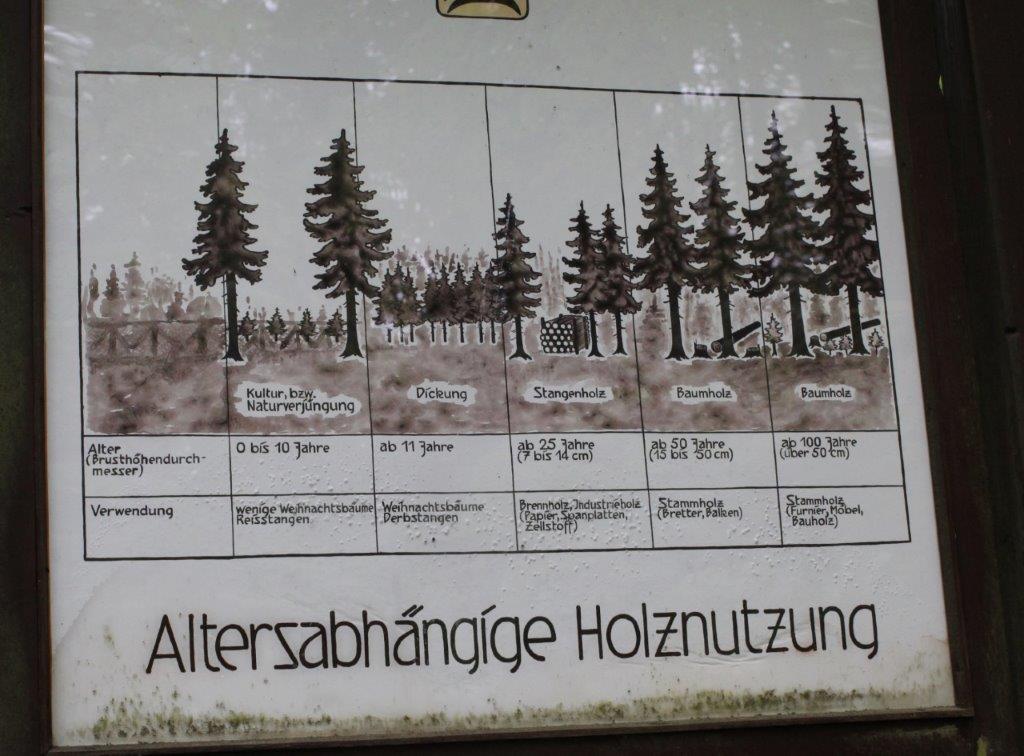 Kultur, bzw.
Naturverjüngung
Dickung
Stangenholz
Baumholz
Baumholz
Alter
(Brusthöhendurch-
messer)
0 bis 10 Jahre
ab 11 Jahre
ab 25 Jahre
(7 bis 14 cm)
ab 50 Jahre
(15 bis 50 cm)
ab 100 Jahre
(über 50 cm)
Verwendung
wenige Weihnachtsbäume
Reisstangen
Weihnachtsbäume
Derbstangen
Brennholz, Industrieholz
(Papier, Spanplatten,
Zellstoff)
Stammholz
(Bretter, Balken)
Stammholz
(Furnier, Möbel,
Bauholz)
Altersabhängige Holznutzung